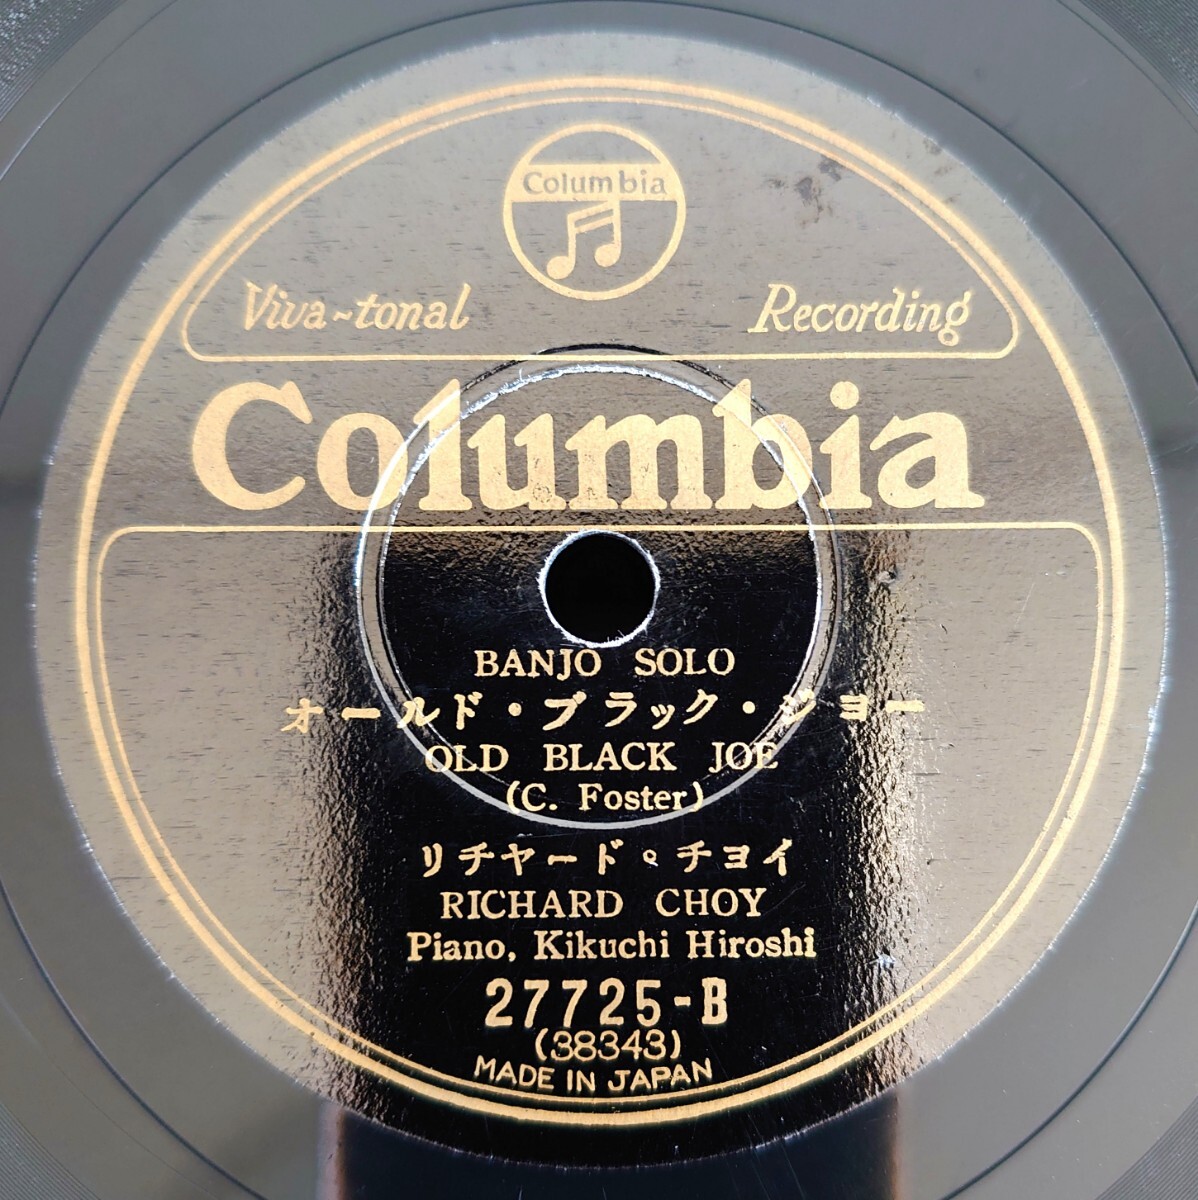 Columbia
Viva-tonal Recording
Columbia
BANJO SOLO
オールド・ブラック・ジョー
OLD BLACK JOE
(C. Foster)
リチヤード・チヨイ
RICHARD CHOY
Piano, Kikuchi Hiroshi
27725-B
(38343)
MADE IN JAPAN